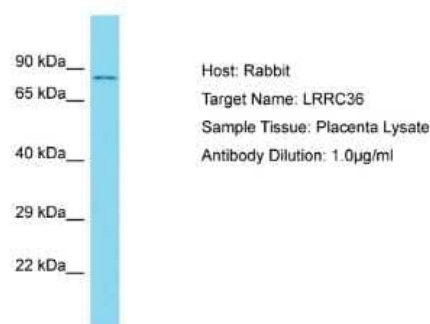 90 kDa
65 kDa
40 kDa
29 kDa
22 kDa
Host: Rabbit
Target Name: LRRC36
Sample Tissue: Placenta Lysate
Antibody Dilution: 1.0µg/ml